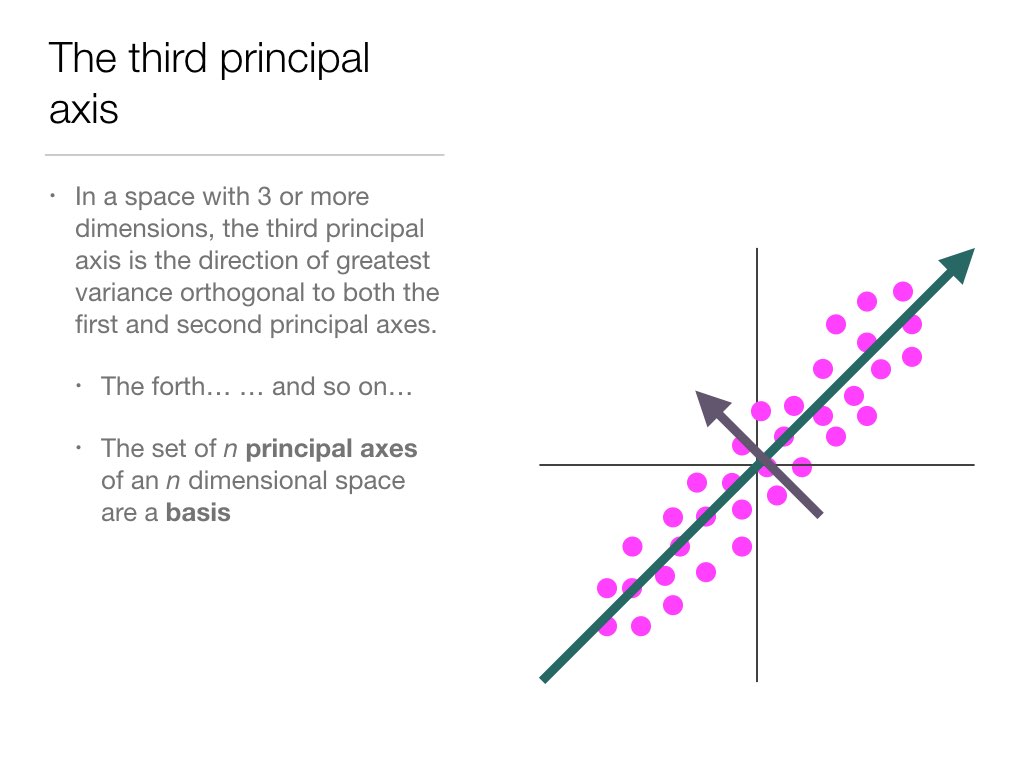 The third principal
axis
• In a space with 3 or more
dimensions, the third principal
axis is the direction of greatest
variance orthogonal to both the
first and second principal axes.
• The forth… … and so on…
• The set of n principal axes
of an n dimensional space
are a basis